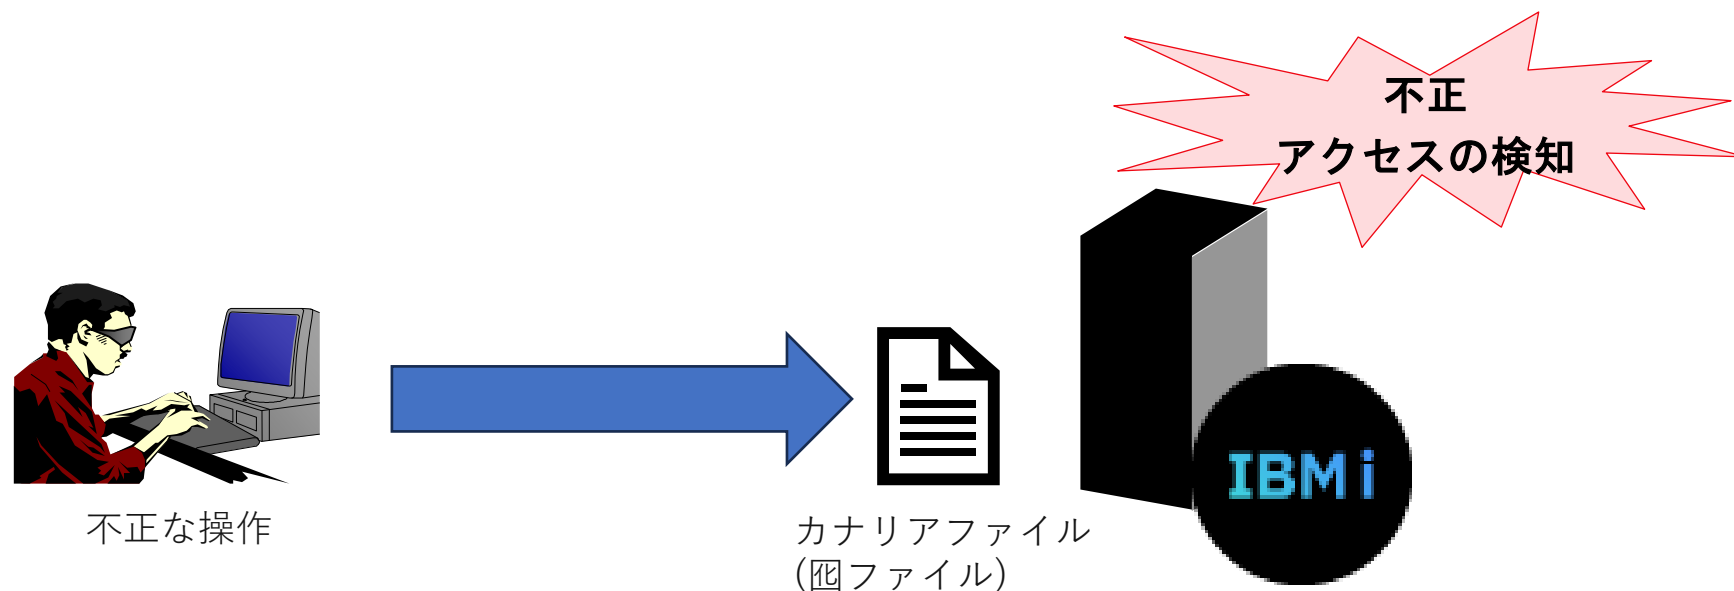 不正
アクセスの検知
IBM i
不正な操作
カナリアファイル
(囮ファイル)